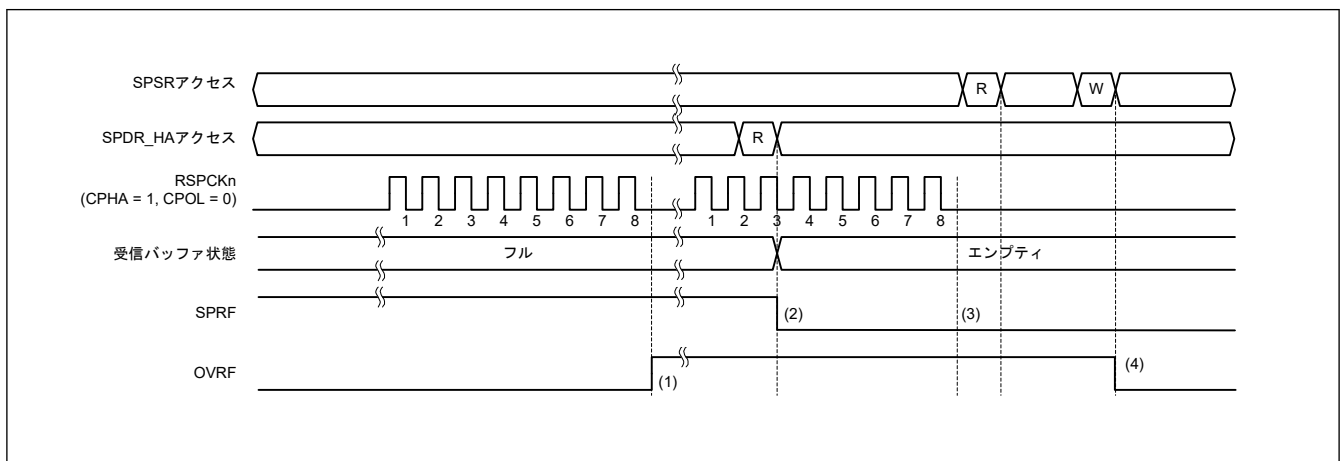 SPSRアクセス R W
SPDR_HAアクセス R
RSPCKn
(CPHA = 1, CPOL = 0)
1 2 3 4 5 6 7 8 1 2 3 4 5 6 7 8
受信バッファ状態 フル エンプティ
SPRF (2) (3)
OVRF (1) (4)